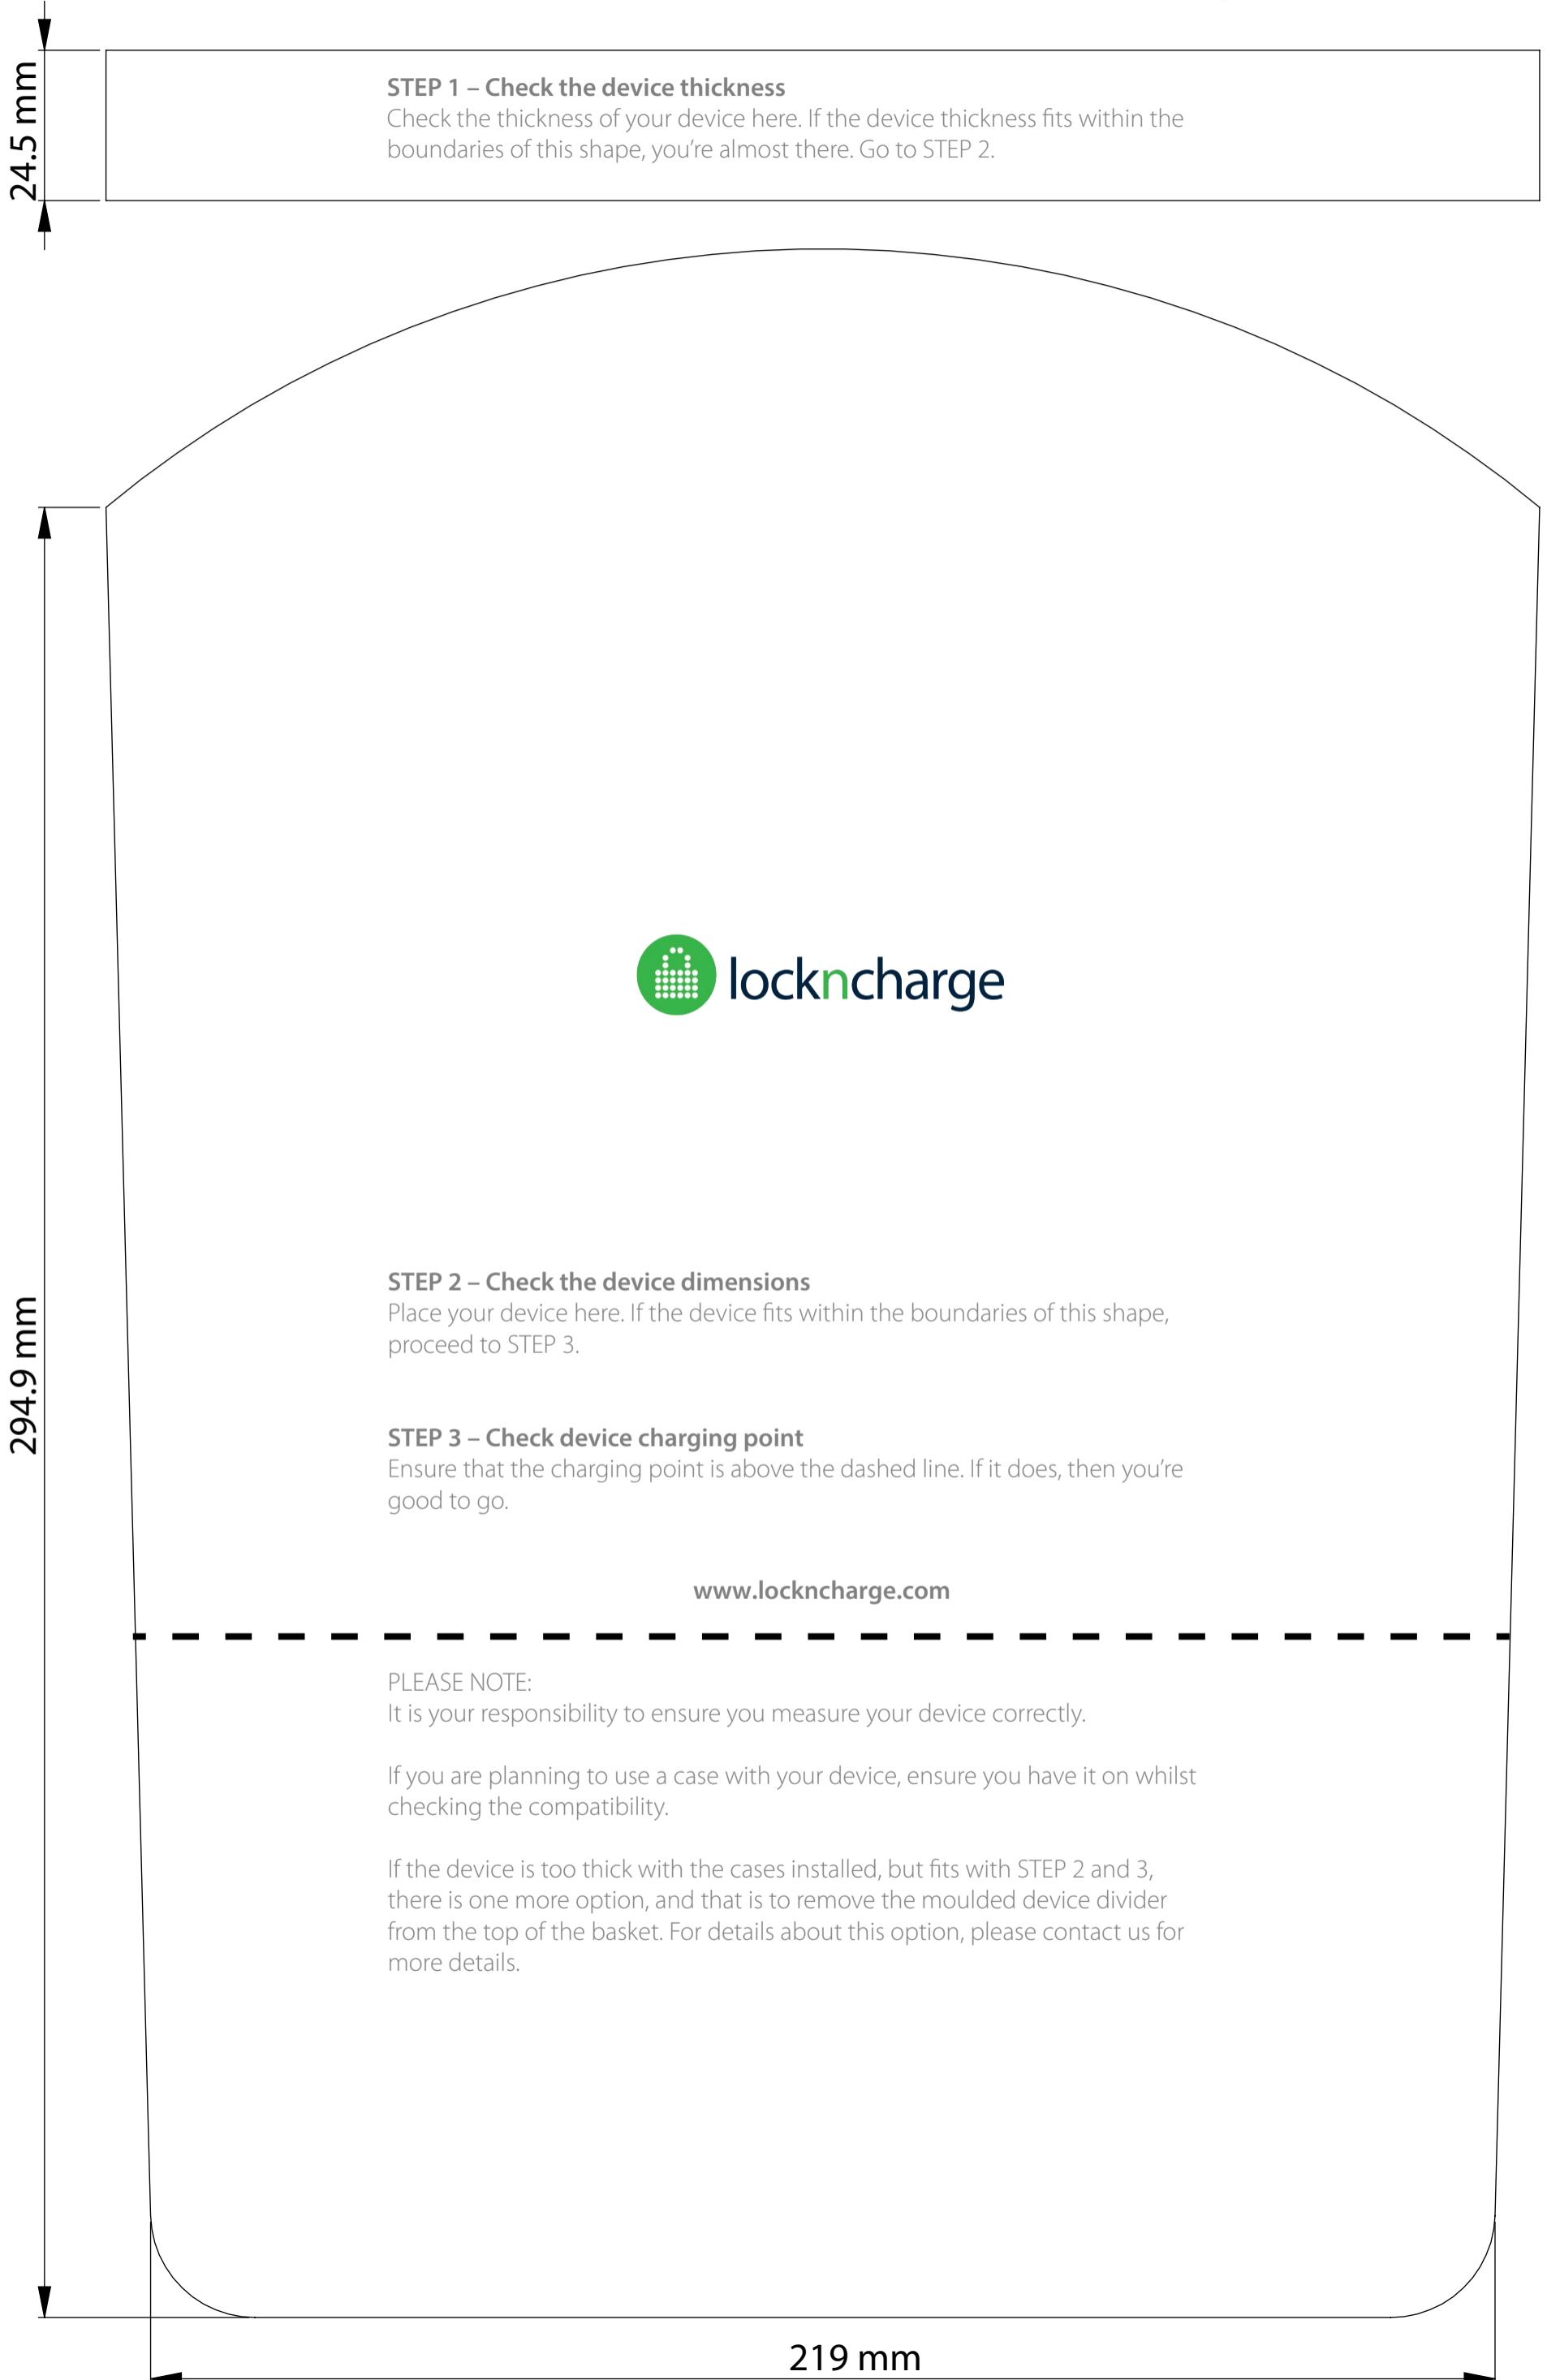 24.5 mm
STEP 1 – Check the device thickness
Check the thickness of your device here. If the device thickness fits within the
boundaries of this shape, you’re almost there. Go to STEP 2.
lockncharge
294.9 mm
STEP 2 – Check the device dimensions
Place your device here. If the device fits within the boundaries of this shape,
proceed to STEP 3.
STEP 3 – Check device charging point
Ensure that the charging point is above the dashed line. If it does, then you’re
good to go.
www.lockncharge.com
PLEASE NOTE:
It is your responsibility to ensure you measure your device correctly.
If you are planning to use a case with your device, ensure you have it on whilst
checking the compatibility.
If the device is too thick with the cases installed, but fits with STEP 2 and 3,
there is one more option, and that is to remove the moulded device divider
from the top of the basket. For details about this option, please contact us for
more details.
219 mm